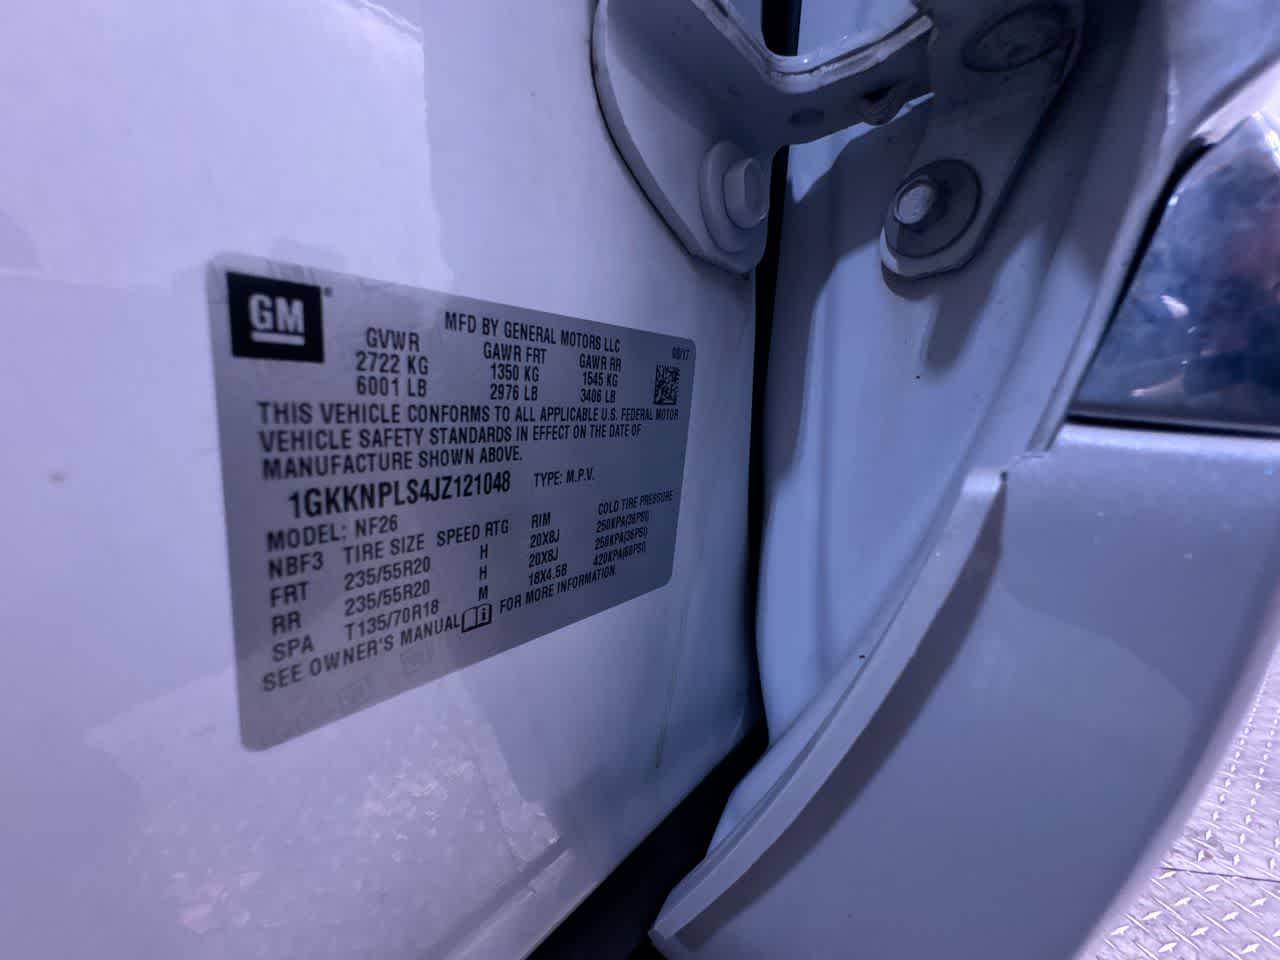 GM
MFD BY GENERAL MOTORS LLC
08/17
GVWR GAWR FRT GAWR RR
2722 KG 1350 KG 1545 KG
6001 LB 2976 LB 3406 LB
THIS VEHICLE CONFORMS TO ALL APPLICABLE U.S. FEDERAL MOTOR
VEHICLE SAFETY STANDARDS IN EFFECT ON THE DATE OF
MANUFACTURE SHOWN ABOVE.
1GKKNPLS4JZ121048 TYPE: M.P.V.
MODEL: NF26
NBF3 TIRE SIZE SPEED RTG RIM COLD TIRE PRESSURE
FRT 235/55R20 H 20X8J 250KPA(36PSI)
RR 235/55R20 H 20X8J 250KPA(36PSI)
SPA T135/70R18 M 18X4.5B 420KPA(60PSI)
SEE OWNER'S MANUAL FOR MORE INFORMATION